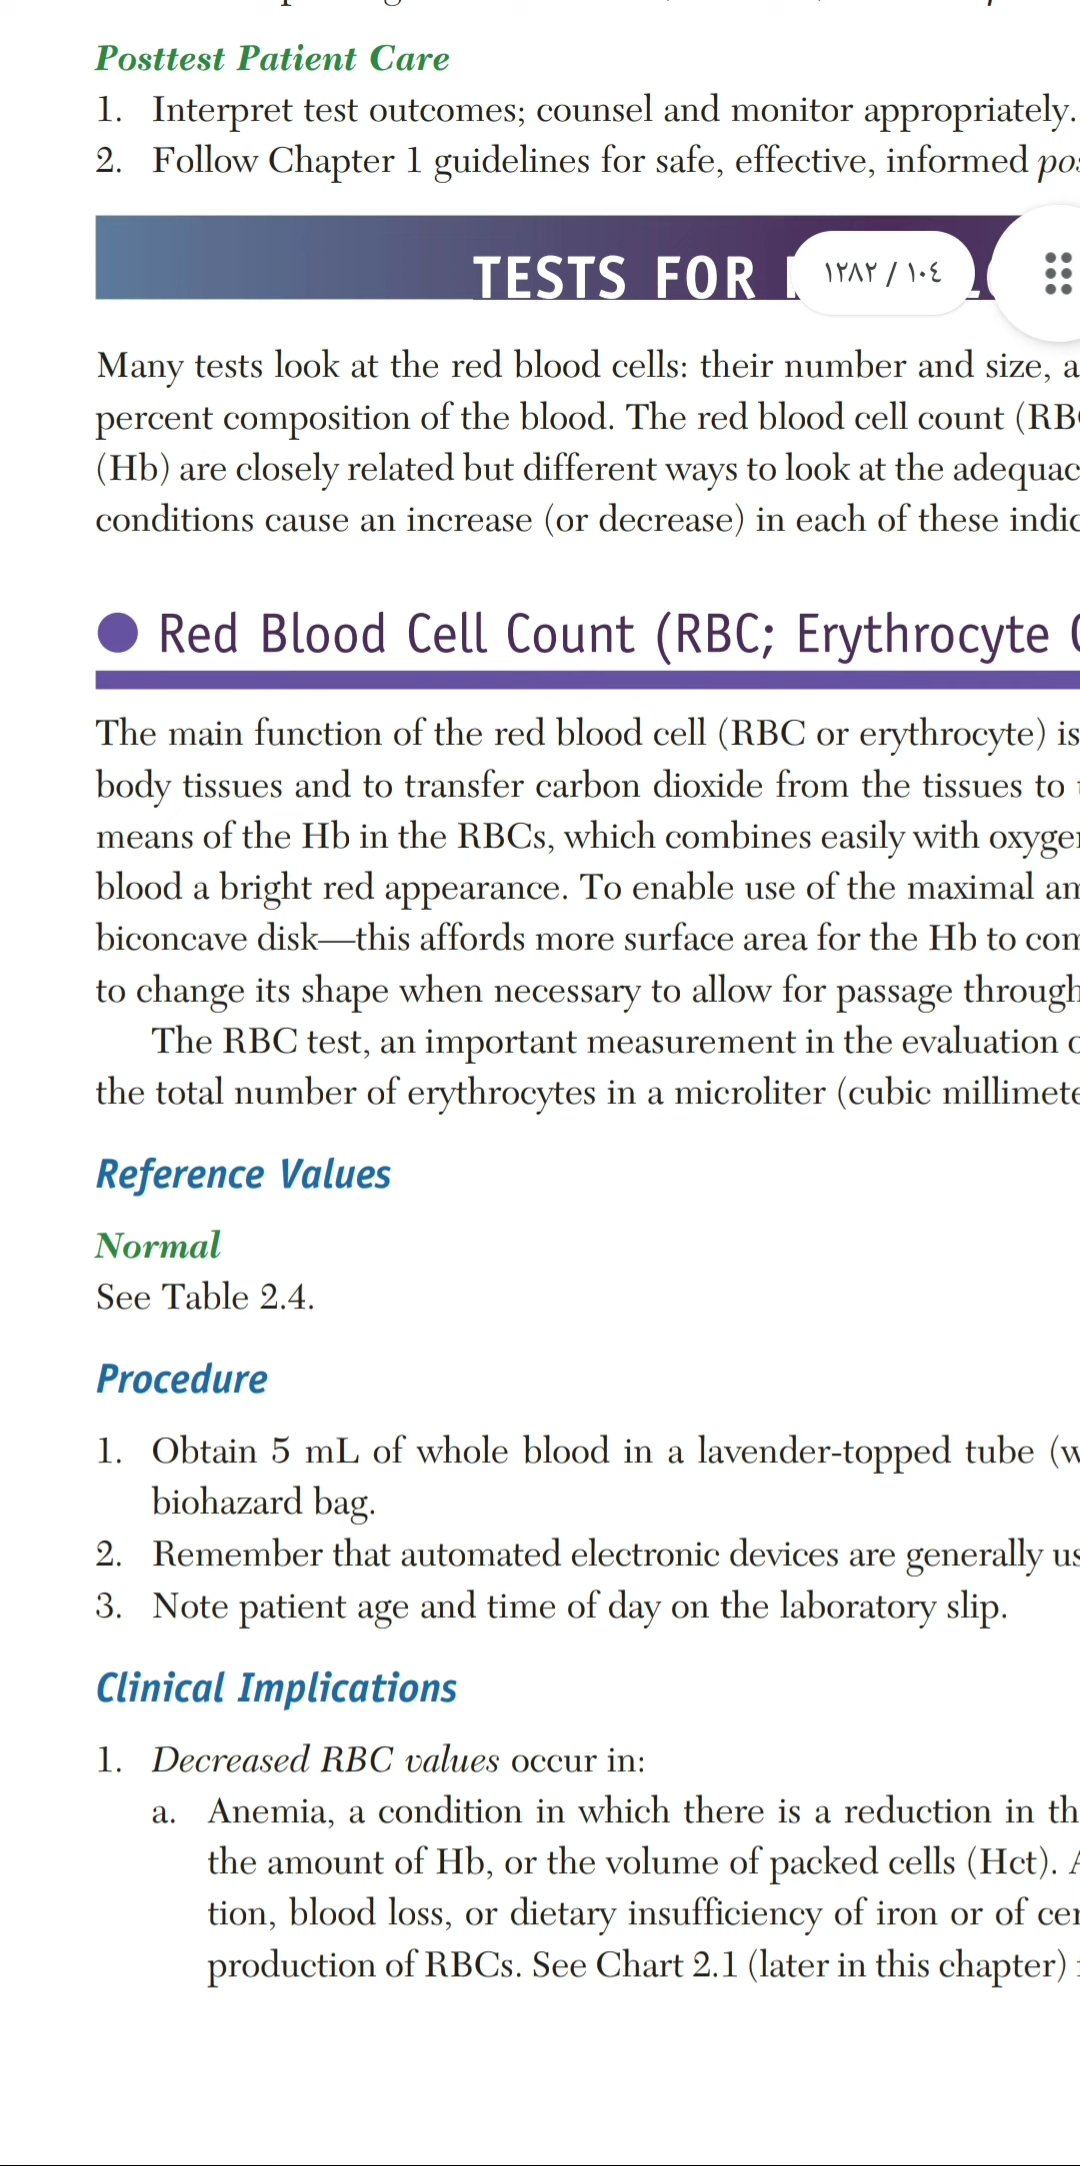 Posttest Patient Care
1. Interpret test outcomes; counsel and monitor appropriately.
2. Follow Chapter 1 guidelines for safe, effective, informed
TESTS FOR
١٢٨٢ / ١٠٤
Many tests look at the red blood cells: their number and size,
percent composition of the blood. The red blood cell count
(Hb) are closely related but different ways to look at the
conditions cause an increase (or decrease) in each of these
Red Blood Cell Count (RBC; Erythrocyte
The main function of the red blood cell (RBC or erythrocyte) is
body tissues and to transfer carbon dioxide from the tissues to
means of the Hb in the RBCs, which combines easily with
blood a bright red appearance. To enable use of the maximal
biconcave disk—this affords more surface area for the Hb to
to change its shape when necessary to allow for passage through
The RBC test, an important measurement in the evaluation
the total number of erythrocytes in a microliter (cubic
Reference Values
Normal
See Table 2.4.
Procedure
1. Obtain 5 mL of whole blood in a lavender-topped tube
biohazard bag.
2. Remember that automated electronic devices are generally
3. Note patient age and time of day on the laboratory slip.
Clinical Implications
1. Decreased RBC values occur in:
a. Anemia, a condition in which there is a reduction in
the amount of Hb, or the volume of packed cells (Hct).
tion, blood loss, or dietary insufficiency of iron or of
production of RBCs. See Chart 2.1 (later in this chapter)